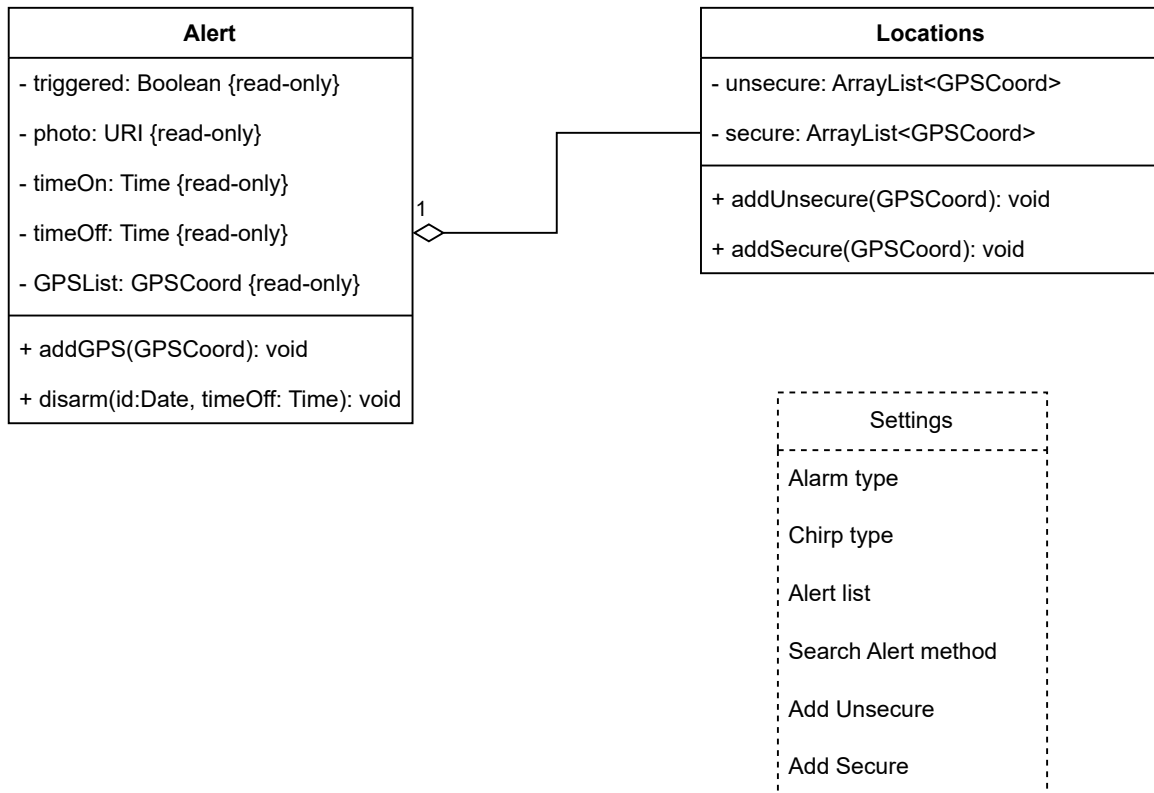 Alert
- triggered: Boolean {read-only}
- photo: URI {read-only}
- timeOn: Time {read-only}
- timeOff: Time {read-only}
- GPSList: GPSCoord {read-only}
+ addGPS(GPSCoord): void
+ disarm(id:Date, timeOff: Time): void
1
Locations
- unsecure: ArrayList<GPSCoord>
- secure: ArrayList<GPSCoord>
+ addUnsecure(GPSCoord): void
+ addSecure(GPSCoord): void
Settings
Alarm type
Chirp type
Alert list
Search Alert method
Add Unsecure
Add Secure